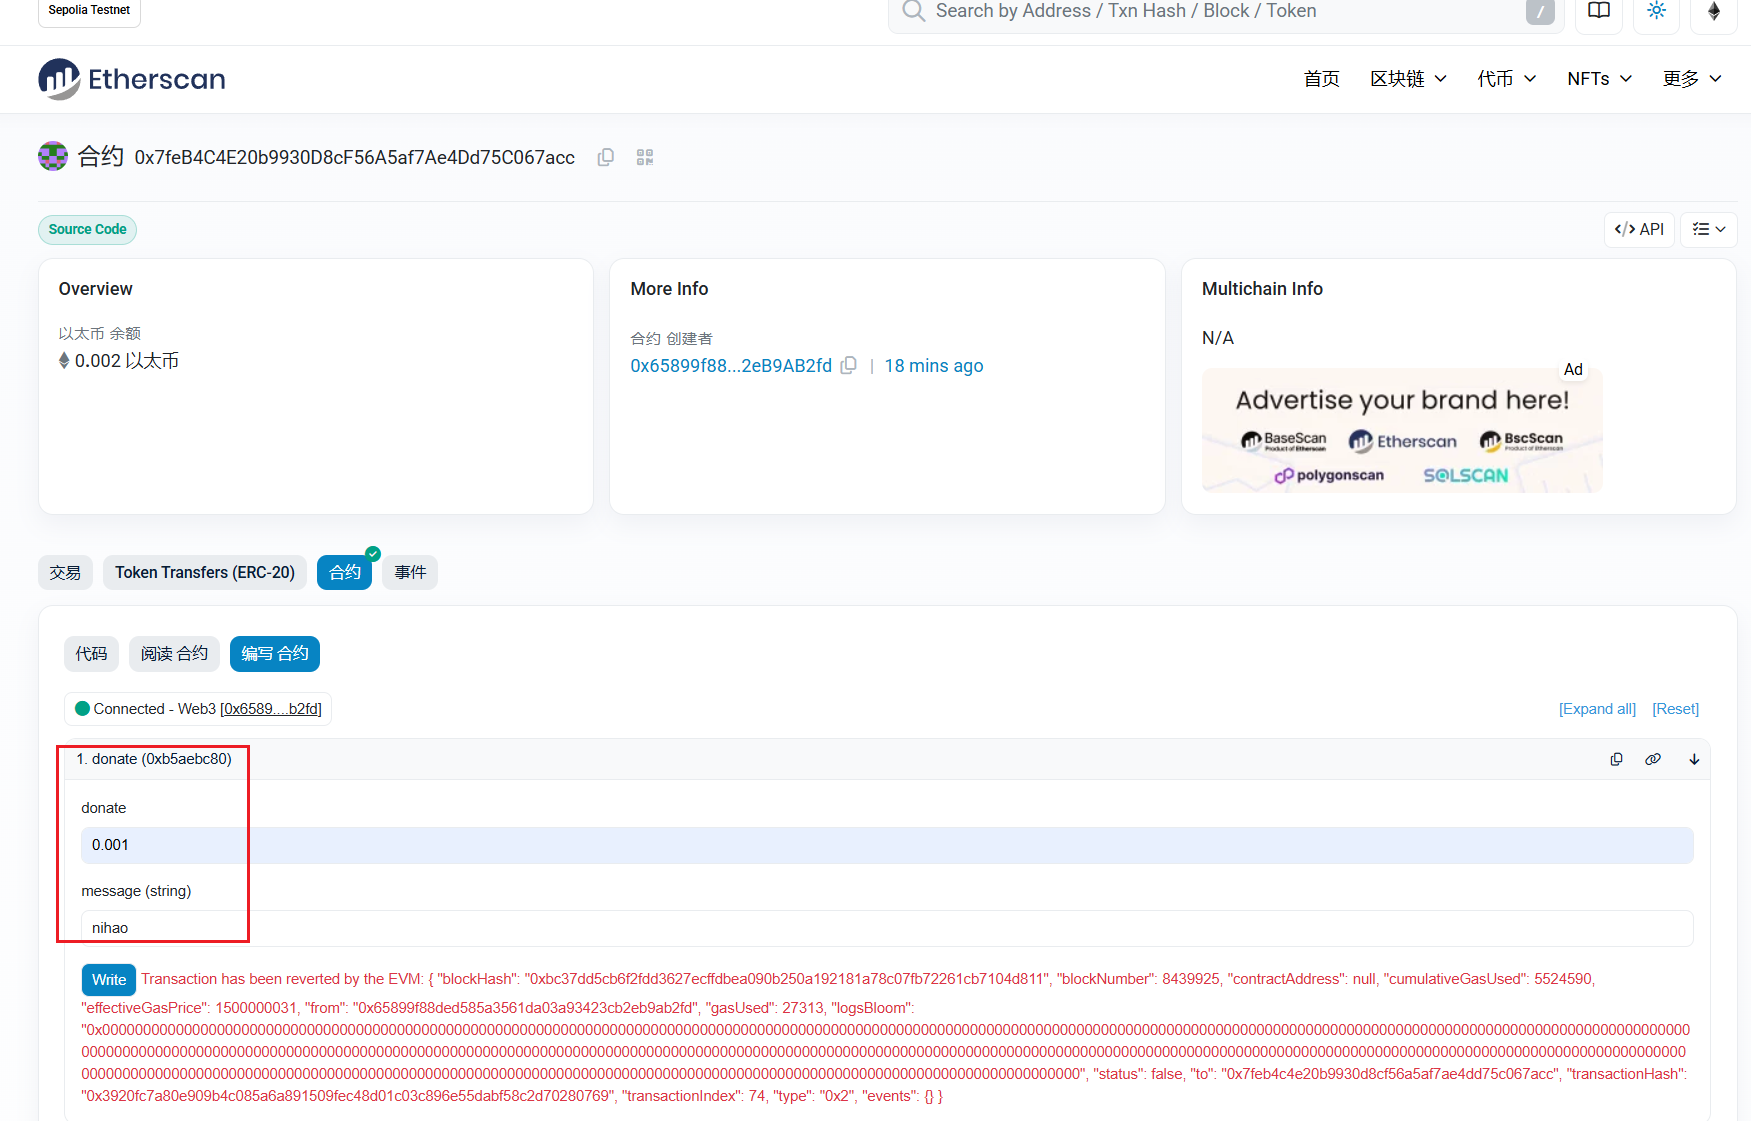 Sepolia Testnet
Search by Address / Txn Hash / Block / Token
/
Etherscan
首页
区块链
代币
NFTs
更多
合约 0x7feB4C4E20b9930D8cF56A5af7Ae4Dd75C067acc
Source Code
</> API
Overview
以太币 余额
0.002 以太币
More Info
合约 创建者
0x65899f88...2eB9AB2fd | 18 mins ago
Multichain Info
N/A
Ad
Advertise your brand here!
BaseScan Etherscan BscScan
Product of Etherscan Product of Etherscan
polygonscan SOLSCAN
交易
Token Transfers (ERC-20)
合约
事件
代码
阅读 合约
编写 合约
Connected - Web3 [0x6589....b2fd]
[Expand all] [Reset]
1. donate (0xb5aebc80)
donate
0.001
message (string)
nihao
Write Transaction has been reverted by the EVM: { "blockHash": "0xbc37dd5cb6f2fdd3627ecffdbea090b250a192181a78c07fb72261cb7104d811", "blockNumber": 8439925, "contractAddress": null, "cumulativeGasUsed": 5524590,
"effectiveGasPrice": 1500000031, "from": "0x65899f88ded585a3561da03a93423cb2eb9ab2fd", "gasUsed": 27313, "logsBloom":
", "status": false, "to": "0x7feb4c4e20b9930d8cf56a5af7ae4dd75c067acc", "transactionHash":
"0x3920fc7a80e909b4c085a6a891509fec48d01c03c896e55dabf58c2d70280769", "transactionIndex": 74, "type": "0x2", "events": {} }